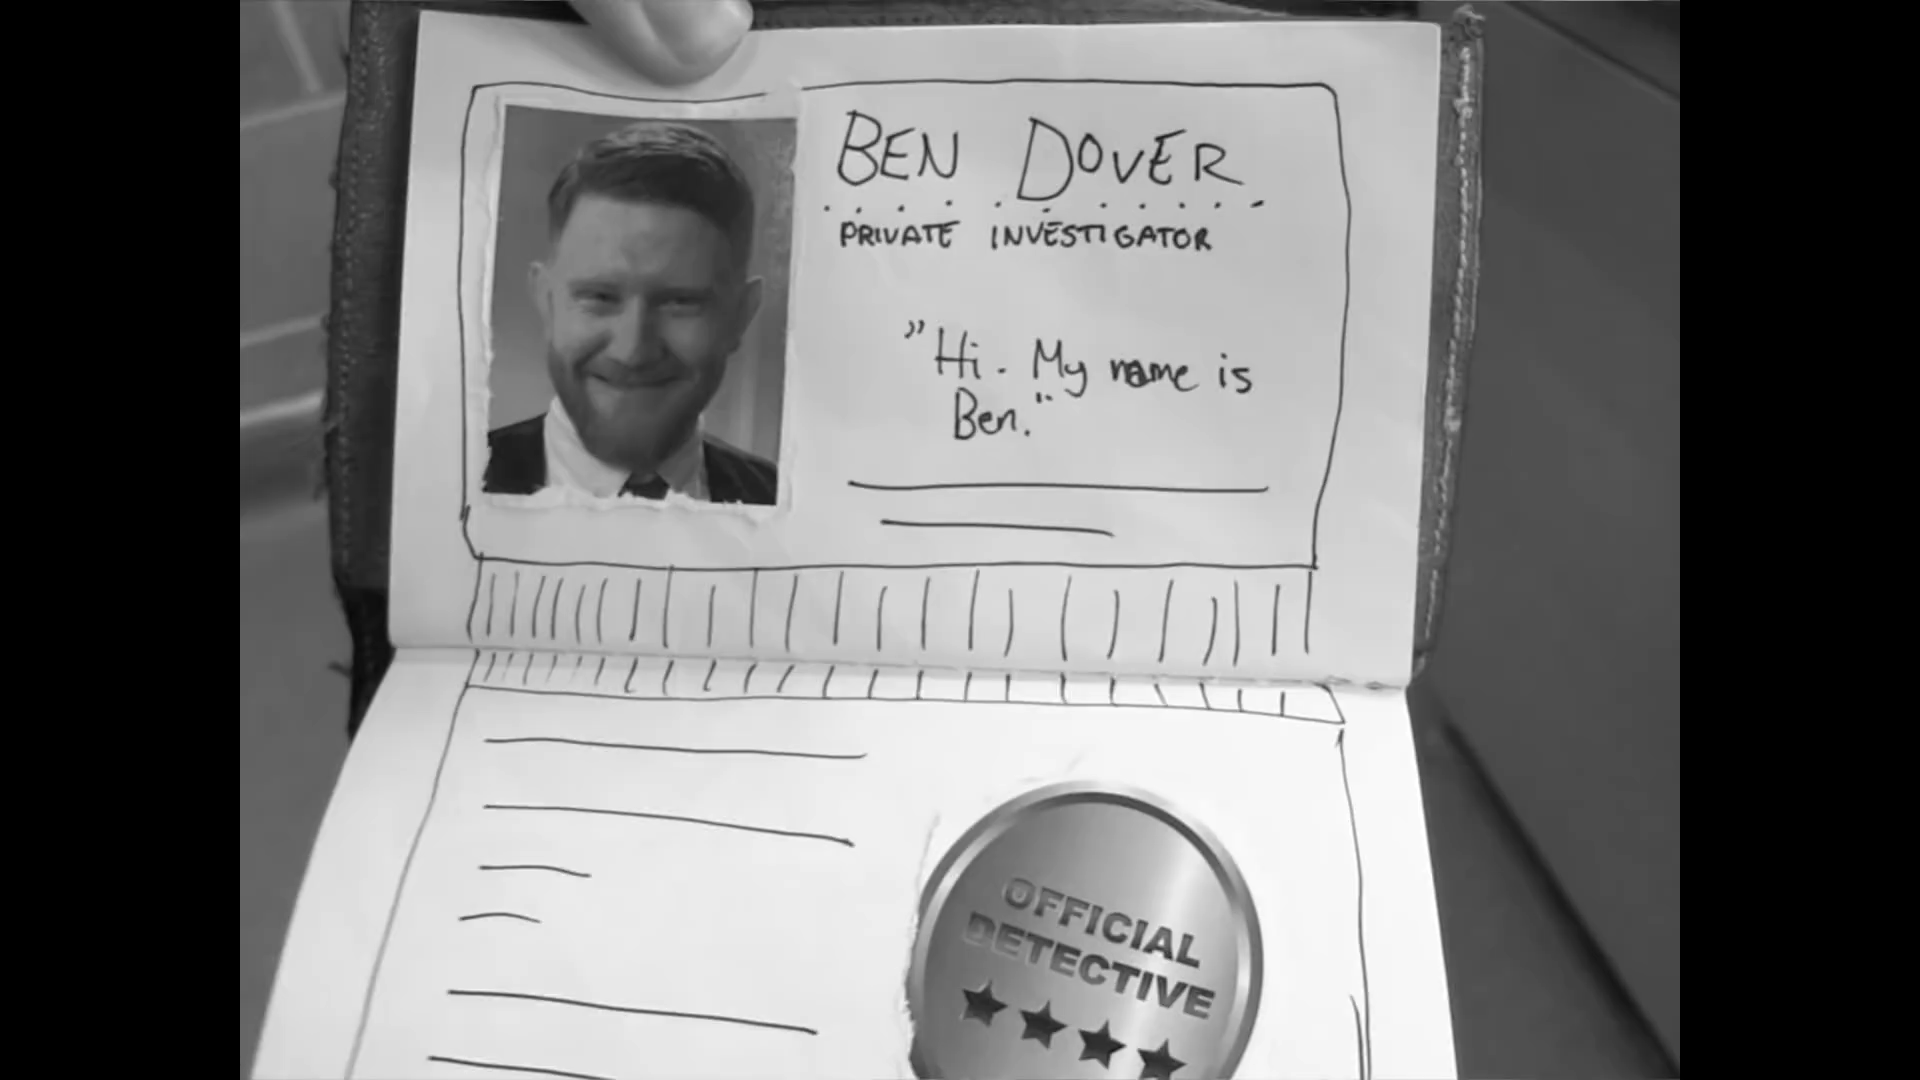 BEN DOVER
PRIVATE INVESTIGATOR
"Hi. My name is
Ben."
OFFICIAL
DETECTIVE